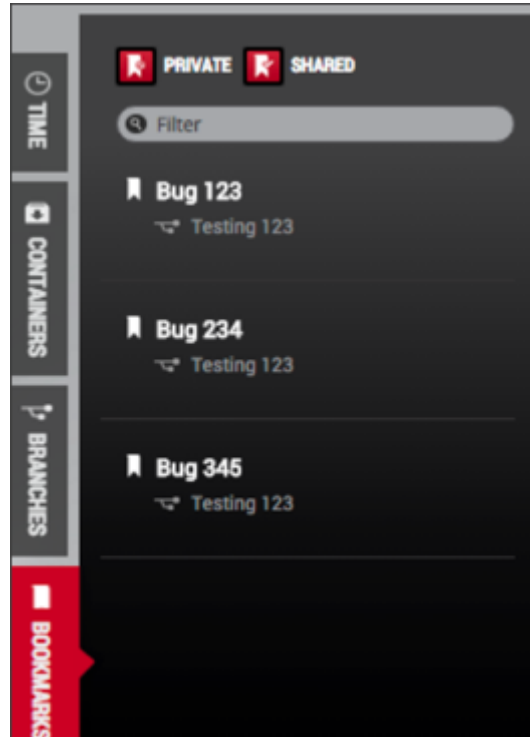 PRIVATE SHARED
Filter
Bug 123
Testing 123
Bug 234
Testing 123
Bug 345
Testing 123
TIME
CONTAINERS
BRANCHES
BOOKMARKS